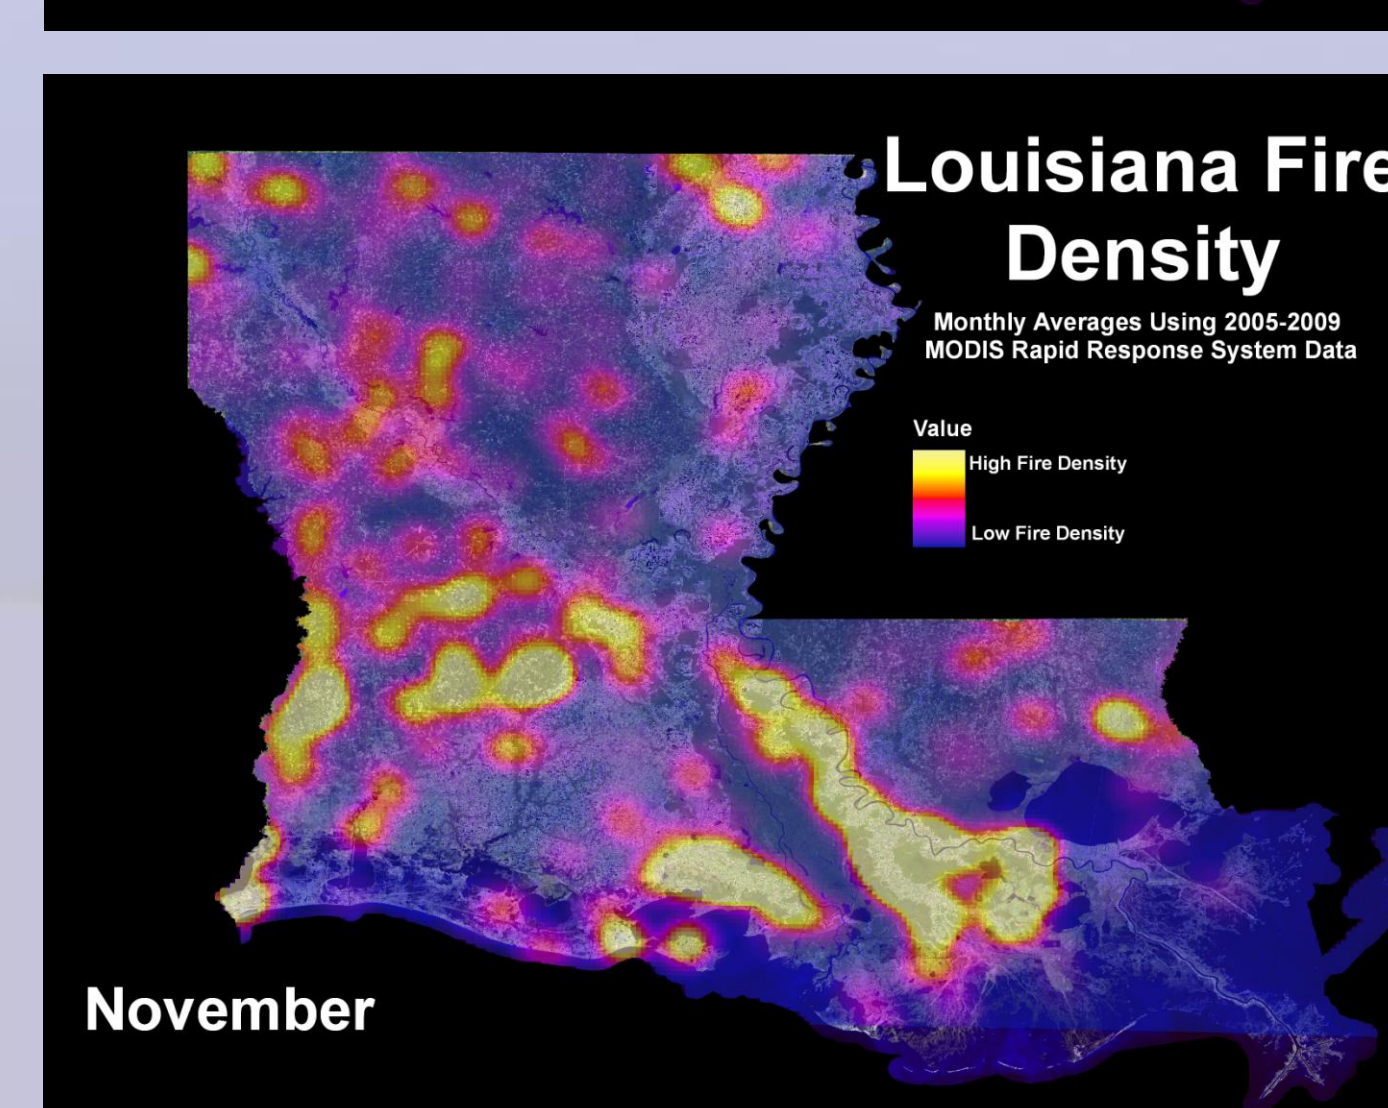 Louisiana Fire
Density
Monthly Averages Using 2005-2009
MODIS Rapid Response System Data
Value
High Fire Density
Low Fire Density
November